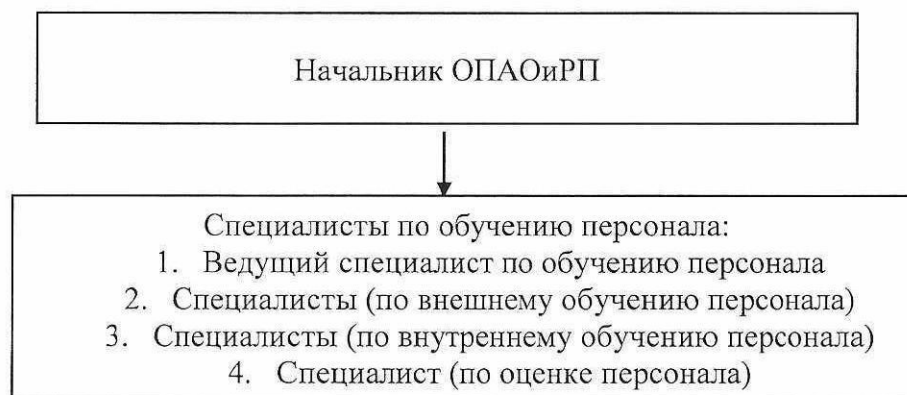 Начальник ОПАОиРП
Специалисты по обучению персонала:
1. Ведущий специалист по обучению персонала
2. Специалисты (по внешнему обучению персонала)
3. Специалисты (по внутреннему обучению персонала)
4. Специалист (по оценке персонала)